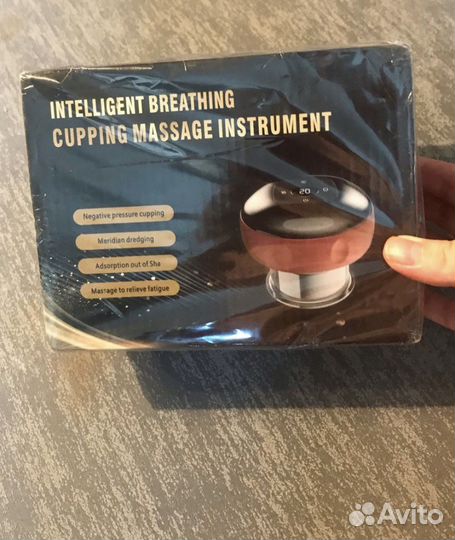 INTELLIGENT BREATHING
CUPPING MASSAGE INSTRUMENT
20
Negative pressure cupping
Meridian dredging
Adsorption out of Sha
Massage to relieve fatigue
Avito